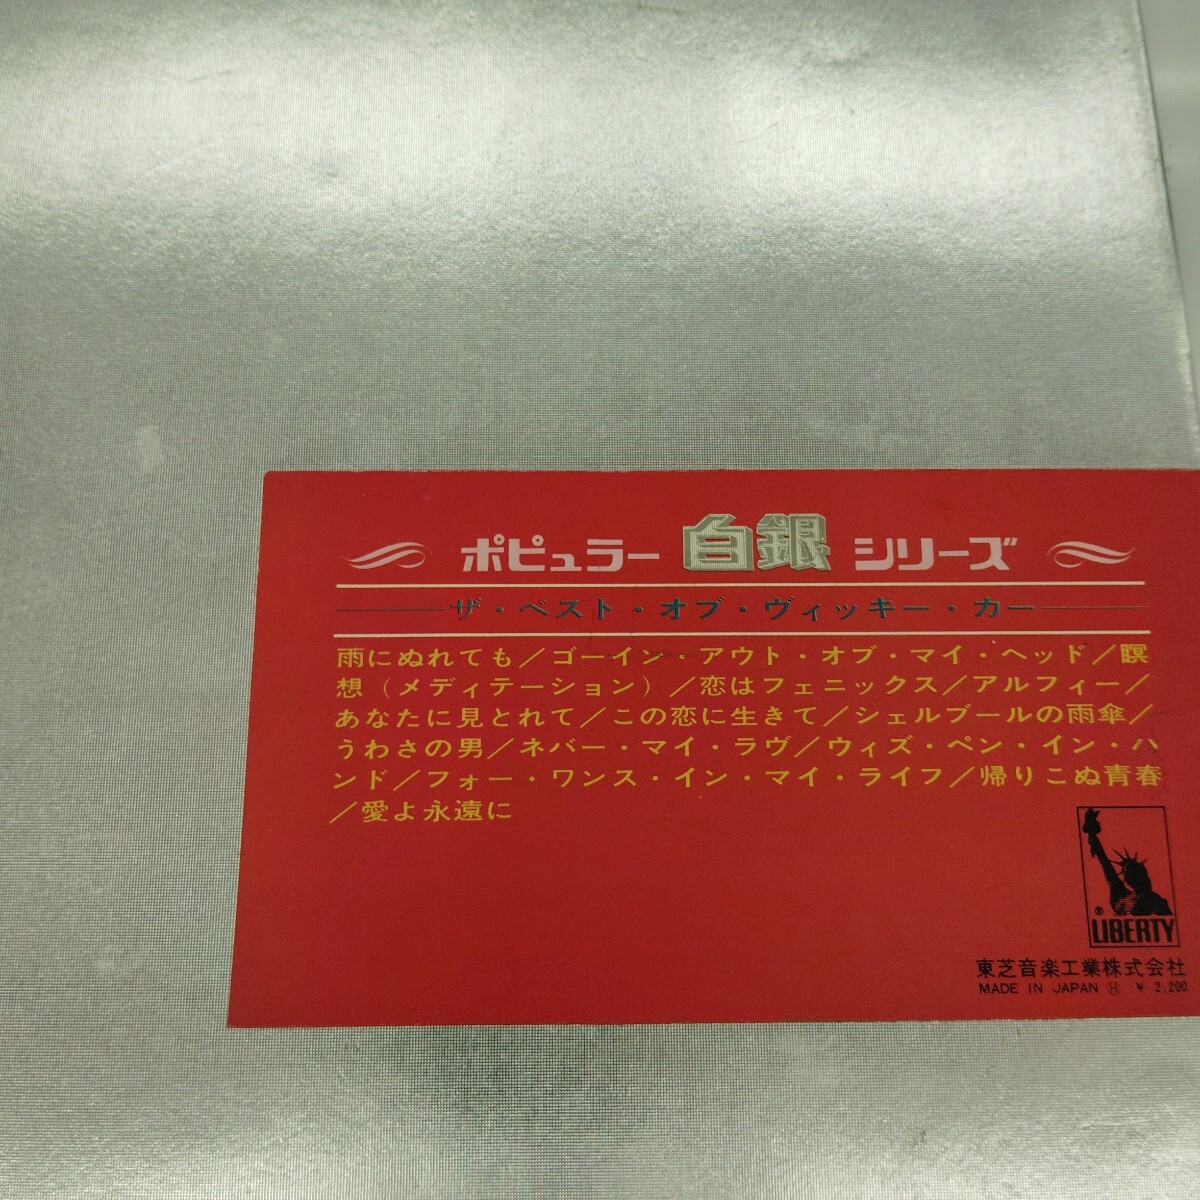 ポピュラー 白銀 シリーズ
ザ・ベスト・オブ・ヴィッキー・カー
雨にぬれても／ゴーイン・アウト・オブ・マイ・ヘッド／瞑
想（メディテーション）／恋はフェニックス／アルフィー／
あなたに見とれて／この恋に生きて／シェルブールの雨傘／
うわさの男／ネバー・マイ・ラヴ／ウィズ・ペン・イン・ハ
ンド／フォー・ワンス・イン・マイ・ライフ／帰りこぬ青春
／愛よ永遠に
® LIBERTY
東芝音楽工業株式会社
MADE IN JAPAN Ⓗ ¥ 2,200